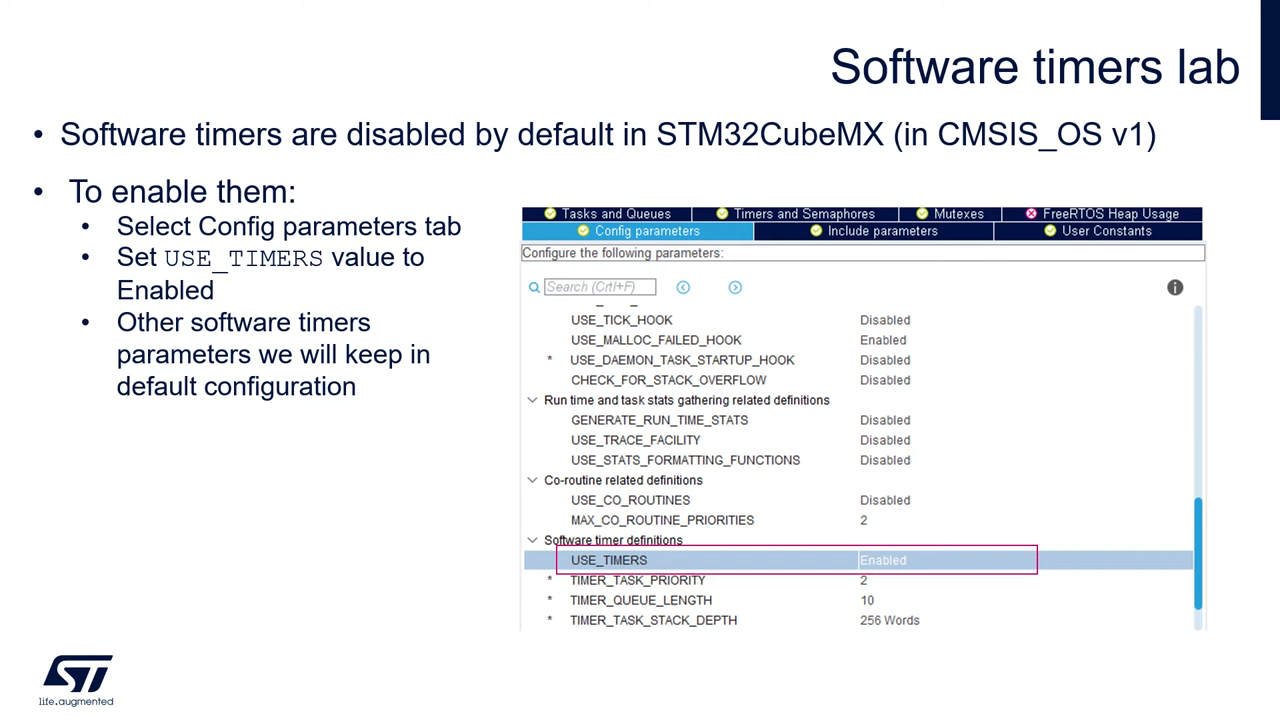 Software timers lab
• Software timers are disabled by default in STM32CubeMX (in CMSIS_OS v1)
• To enable them:
• Select Config parameters tab
• Set USE_TIMERS value to
Enabled
• Other software timers
parameters we will keep in
default configuration
Tasks and Queues Timers and Semaphores Mutexes FreeRTOS Heap Usage
Config parameters Include parameters User Constants
Configure the following parameters:
Search (Crtl+F)
USE_TICK_HOOK Disabled
USE_MALLOC_FAILED_HOOK Enabled
* USE_DAEMON_TASK_STARTUP_HOOK Disabled
CHECK_FOR_STACK_OVERFLOW Disabled
Run time and task stats gathering related definitions
GENERATE_RUN_TIME_STATS Disabled
USE_TRACE_FACILITY Disabled
USE_STATS_FORMATTING_FUNCTIONS Disabled
Co-routine related definitions
USE_CO_ROUTINES Disabled
MAX_CO_ROUTINE_PRIORITIES 2
Software timer definitions
USE_TIMERS Enabled
* TIMER_TASK_PRIORITY 2
* TIMER_QUEUE_LENGTH 10
* TIMER_TASK_STACK_DEPTH 256 Words
ST
life.augmented